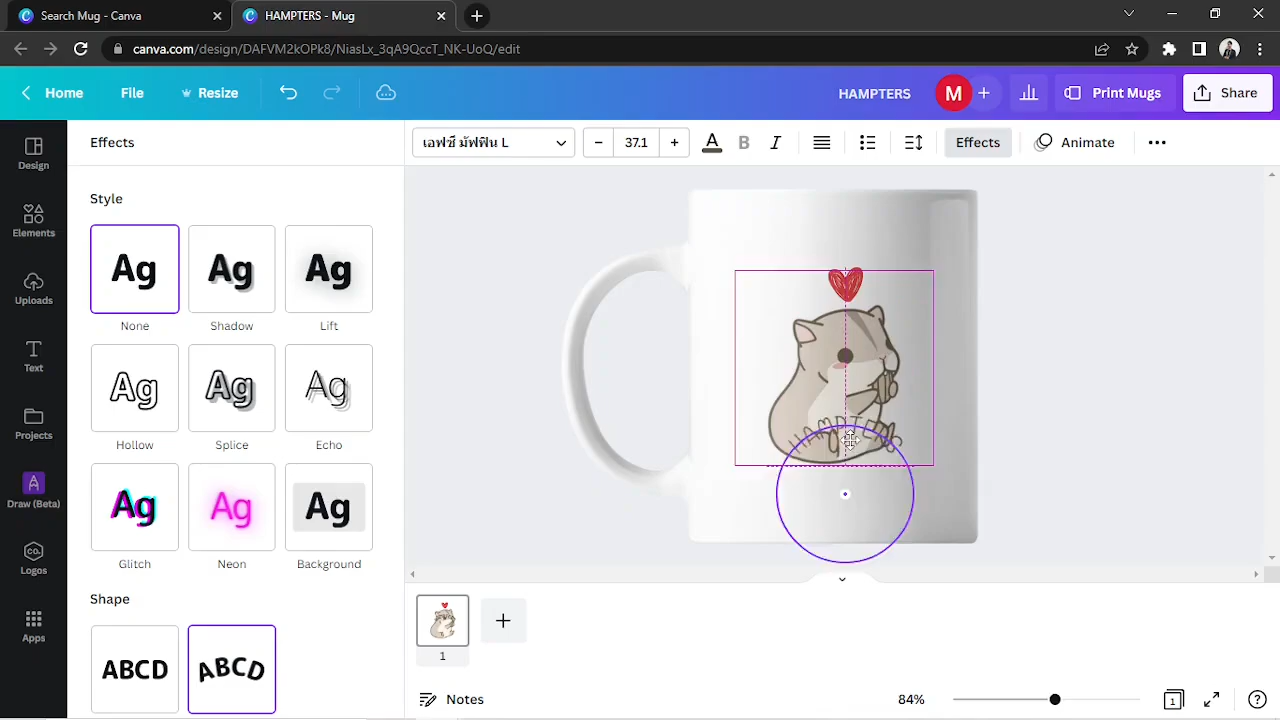 Search Mug - Canva
HAMPTERS - Mug
canva.com/design/DAFVM2kOPk8/NiasLx_3qA9QccT_NK-UoQ/edit
Home
File
Resize
HAMPTERS
M
Print Mugs
Share
Design
Elements
Uploads
Text
Projects
Draw (Beta)
CO.
Logos
Apps
Effects
Style
Ag
Ag
Ag
None
Shadow
Lift
Ag
Ag
Ag
Hollow
Splice
Echo
Ag
Ag
Ag
Glitch
Neon
Background
Shape
ABCD
ABCD
เอฟซี มัฟฟิน L
37.1
A
B
I
Effects
Animate
HAMPTERS
1
Notes
84%
1